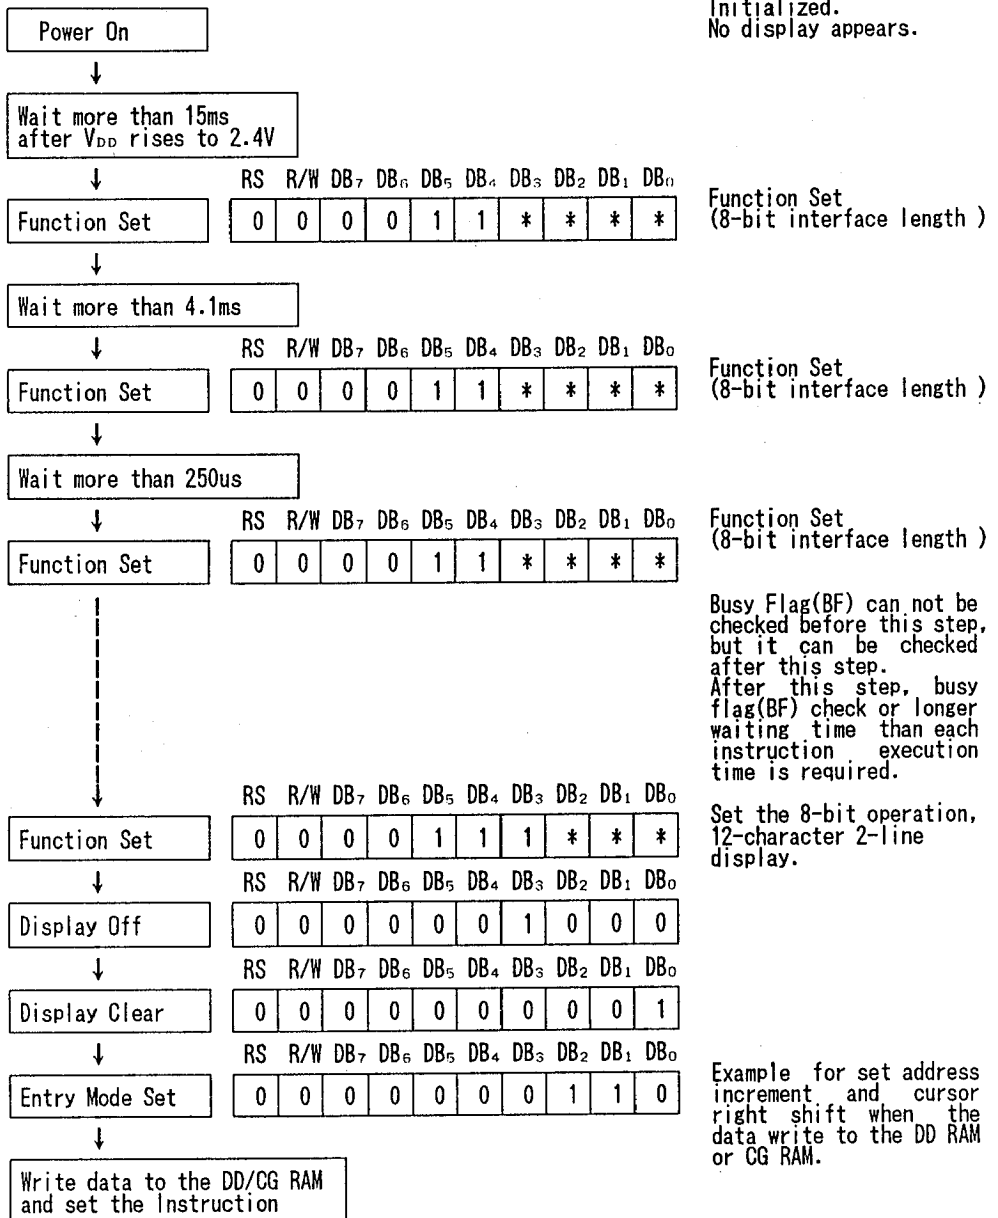 Initialized.
No display appears.
Power On
Wait more than 15ms
after VDD rises to 2.4V
RS R/W DB7 DB6 DB5 DB4 DB3 DB2 DB1 DB0
Function Set 0 0 0 0 1 1 * * * *
Function Set
(8-bit interface length )
Wait more than 4.1ms
RS R/W DB7 DB6 DB5 DB4 DB3 DB2 DB1 DB0
Function Set 0 0 0 0 1 1 * * * *
Function Set
(8-bit interface length )
Wait more than 250us
RS R/W DB7 DB6 DB5 DB4 DB3 DB2 DB1 DB0
Function Set 0 0 0 0 1 1 * * * *
Function Set
(8-bit interface length )
Busy Flag(BF) can not be
checked before this step,
but it can be checked
after this step.
After this step, busy
flag(BF) check or longer
waiting time than each
instruction execution
time is required.
RS R/W DB7 DB6 DB5 DB4 DB3 DB2 DB1 DB0
Function Set 0 0 0 0 1 1 1 * * *
Set the 8-bit operation,
12-character 2-line
display.
RS R/W DB7 DB6 DB5 DB4 DB3 DB2 DB1 DB0
Display Off 0 0 0 0 0 0 1 0 0 0
RS R/W DB7 DB6 DB5 DB4 DB3 DB2 DB1 DB0
Display Clear 0 0 0 0 0 0 0 0 0 1
RS R/W DB7 DB6 DB5 DB4 DB3 DB2 DB1 DB0
Entry Mode Set 0 0 0 0 0 0 0 1 1 0
Example for set address
increment and cursor
right shift when the
data write to the DD RAM
or CG RAM.
Write data to the DD/CG RAM
and set the Instruction